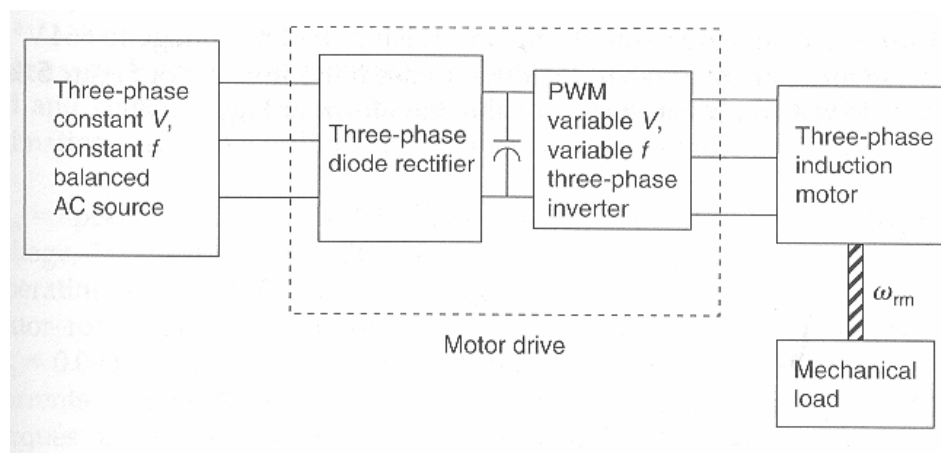 Three-phase
constant V,
constant f
balanced
AC source
Three-phase
diode rectifier
PWM
variable V,
variable f
three-phase
inverter
Three-phase
induction
motor
Motor drive
ωrm
Mechanical
load